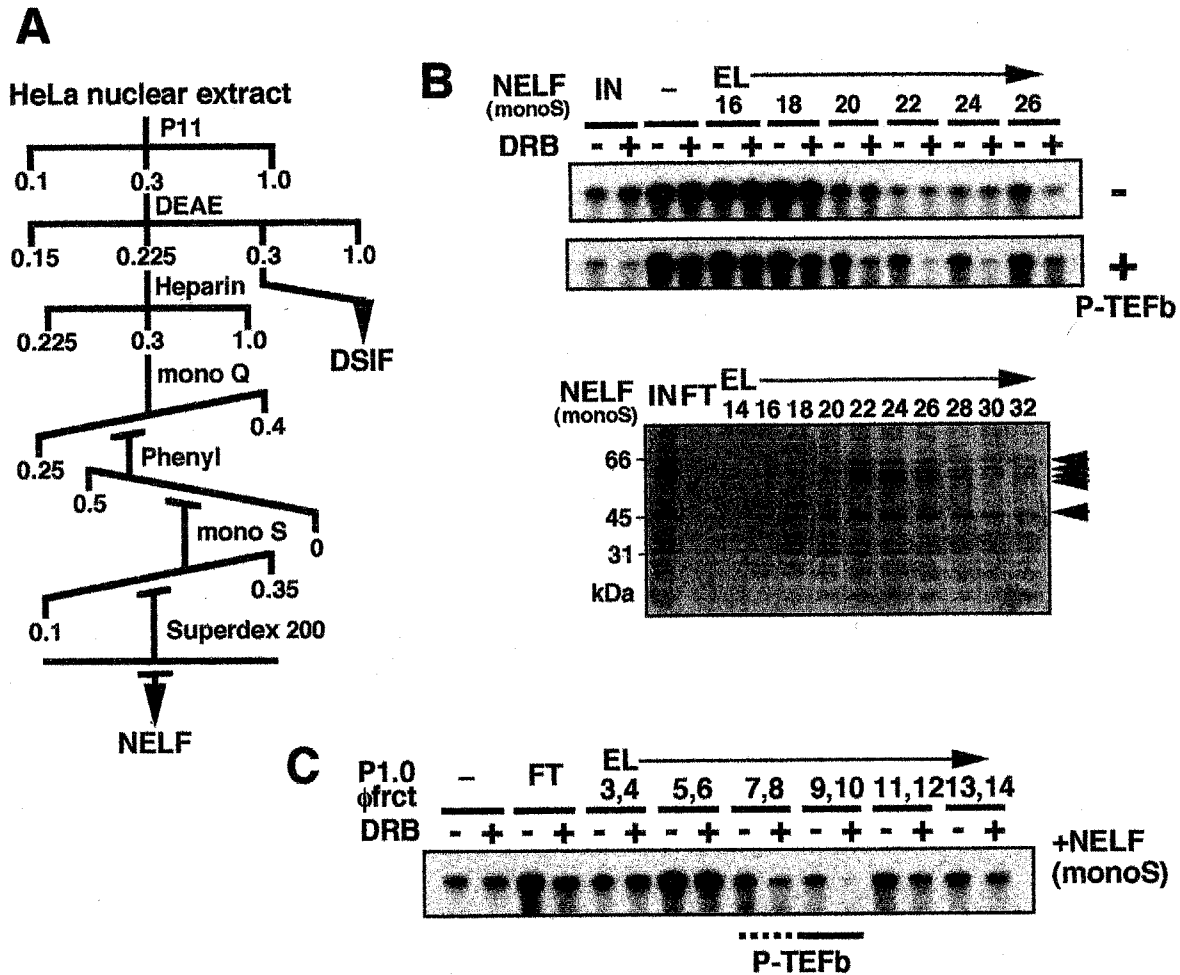 A
HeLa nuclear extract
P11
0.1 0.3 1.0
DEAE
0.15 0.225 0.3 1.0
Heparin
0.225 0.3 1.0
DSIF
mono Q
0.25 0.4
Phenyl
0.5 0
mono S
0.1 0.35
Superdex 200
NELF
B
NELF (monoS) IN – EL 16 18 20 22 24 26
DRB - + - + - + - + - + - + - + - +
-
+
P-TEFb
NELF (monoS) IN FT EL 14 16 18 20 22 24 26 28 30 32
66
45
31
kDa
C
P1.0 φfrct – FT EL 3,4 5,6 7,8 9,10 11,12 13,14
DRB - + - + - + - + - + - + - + - +
+NELF
(monoS)
P-TEFb